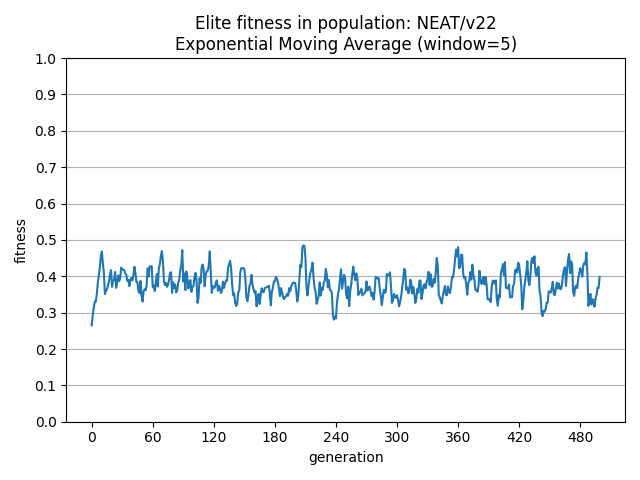 Elite fitness in population: NEAT/v22
Exponential Moving Average (window=5)
1.0
0.9
0.8
0.7
0.6
0.5
0.4
0.3
0.2
0.1
0.0
fitness
0 60 120 180 240 300 360 420 480
generation